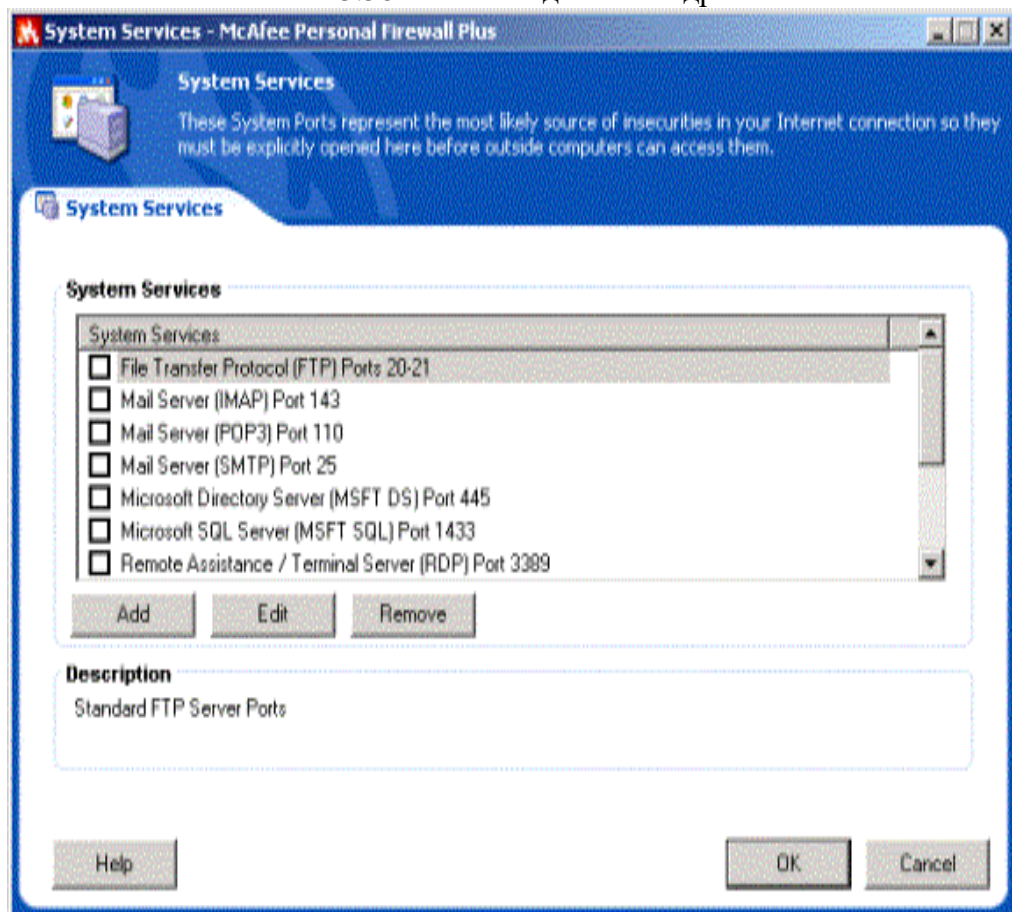 System Services - McAfee Personal Firewall Plus
System Services
These System Ports represent the most likely source of insecurities in your Internet connection so they
must be explicitly opened here before outside computers can access them.
System Services
System Services
System Services
File Transfer Protocol (FTP) Ports 20-21
Mail Server (IMAP) Port 143
Mail Server (POP3) Port 110
Mail Server (SMTP) Port 25
Microsoft Directory Server (MSFT DS) Port 445
Microsoft SQL Server (MSFT SQL) Port 1433
Remote Assistance / Terminal Server (RDP) Port 3389
Add Edit Remove
Description
Standard FTP Server Ports
Help OK Cancel